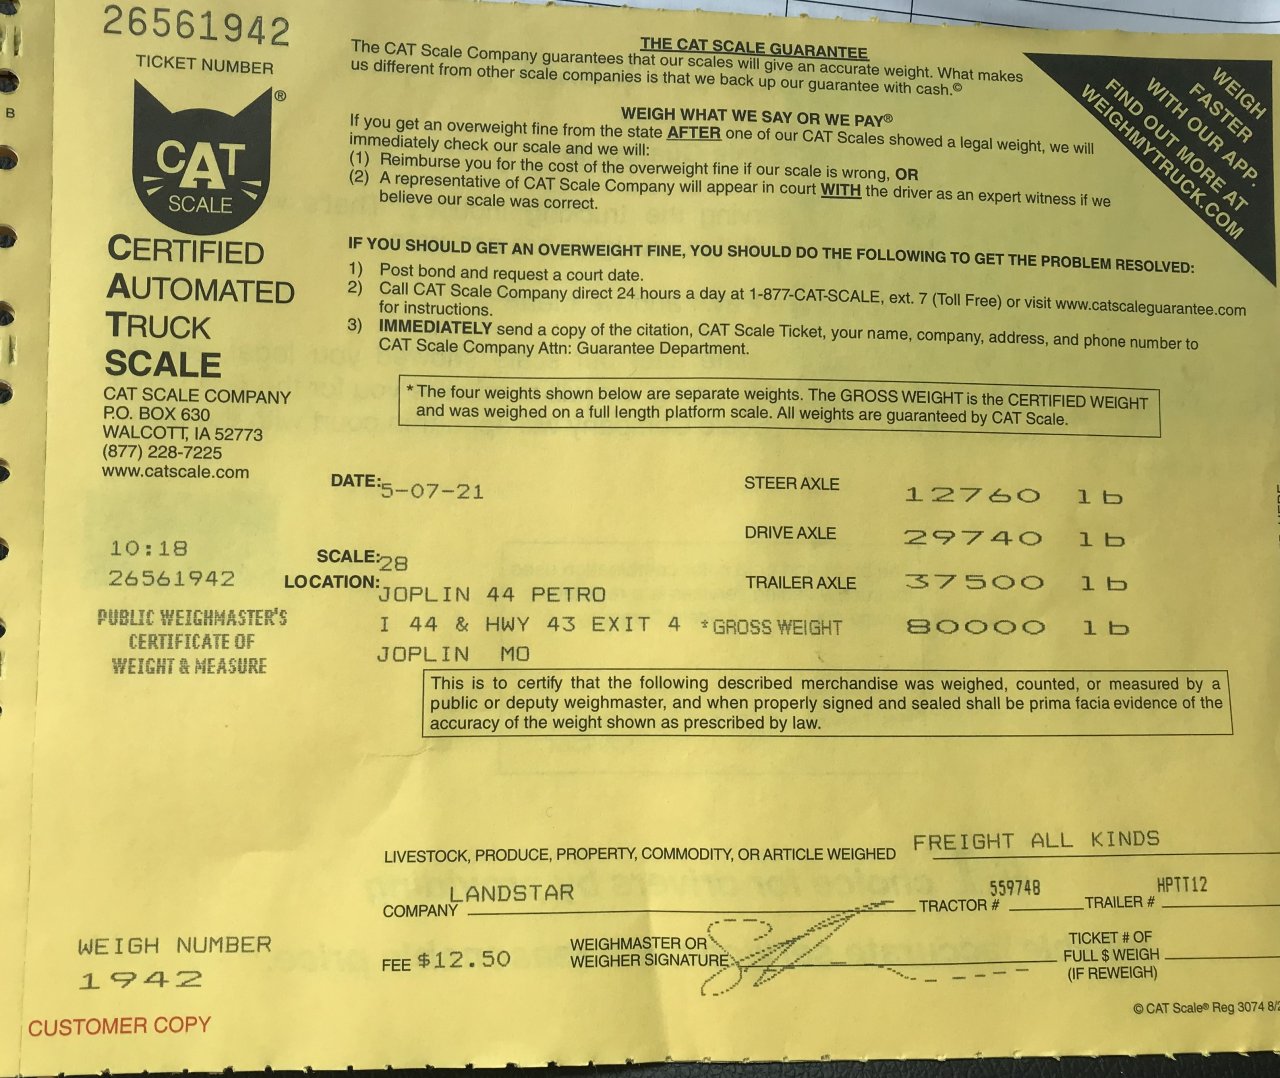 26561942
TICKET NUMBER
CAT
SCALE
®
CERTIFIED
AUTOMATED
TRUCK
SCALE
CAT SCALE COMPANY
P.O. BOX 630
WALCOTT, IA 52773
(877) 228-7225
www.catscale.com
THE CAT SCALE GUARANTEE
The CAT Scale Company guarantees that our scales will give an accurate weight. What makes
us different from other scale companies is that we back up our guarantee with cash.©
WEIGH WHAT WE SAY OR WE PAY®
If you get an overweight fine from the state AFTER one of our CAT Scales showed a legal weight, we will
immediately check our scale and we will:
(1) Reimburse you for the cost of the overweight fine if our scale is wrong, OR
(2) A representative of CAT Scale Company will appear in court WITH the driver as an expert witness if we
believe our scale was correct.
WEIGH
FASTER
WITH OUR APP.
FIND OUT MORE AT
WEIGHMYTRUCK.COM
IF YOU SHOULD GET AN OVERWEIGHT FINE, YOU SHOULD DO THE FOLLOWING TO GET THE PROBLEM RESOLVED:
1) Post bond and request a court date.
2) Call CAT Scale Company direct 24 hours a day at 1-877-CAT-SCALE, ext. 7 (Toll Free) or visit www.catscaleguarantee.com
for instructions.
3) IMMEDIATELY send a copy of the citation, CAT Scale Ticket, your name, company, address, and phone number to
CAT Scale Company Attn: Guarantee Department.
* The four weights shown below are separate weights. The GROSS WEIGHT is the CERTIFIED WEIGHT
and was weighed on a full length platform scale. All weights are guaranteed by CAT Scale.
DATE: 5-07-21
STEER AXLE 12760 lb
DRIVE AXLE 29740 lb
10:18
26561942
SCALE: 28
LOCATION: JOPLIN 44 PETRO
TRAILER AXLE 37500 lb
I 44 & HWY 43 EXIT 4
*GROSS WEIGHT 80000 lb
JOPLIN MO
PUBLIC WEIGHMASTER'S
CERTIFICATE OF
WEIGHT & MEASURE
This is to certify that the following described merchandise was weighed, counted, or measured by a
public or deputy weighmaster, and when properly signed and sealed shall be prima facia evidence of the
accuracy of the weight shown as prescribed by law.
LIVESTOCK, PRODUCE, PROPERTY, COMMODITY, OR ARTICLE WEIGHED FREIGHT ALL KINDS
COMPANY LANDSTAR TRACTOR # 559748 TRAILER # HPTT12
WEIGH NUMBER
1942
FEE $12.50
WEIGHMASTER OR
WEIGHER SIGNATURE
TICKET # OF
FULL $ WEIGH
(IF REWEIGH)
© CAT Scale® Reg 3074
CUSTOMER COPY
B